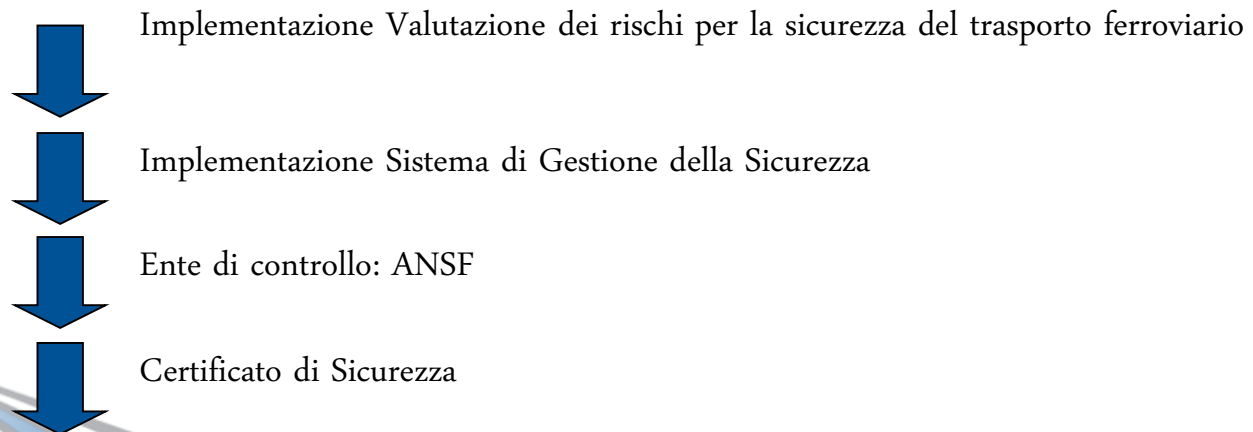 Implementazione Valutazione dei rischi per la sicurezza del trasporto ferroviario
Implementazione Sistema di Gestione della Sicurezza
Ente di controllo: ANSF
Certificato di Sicurezza